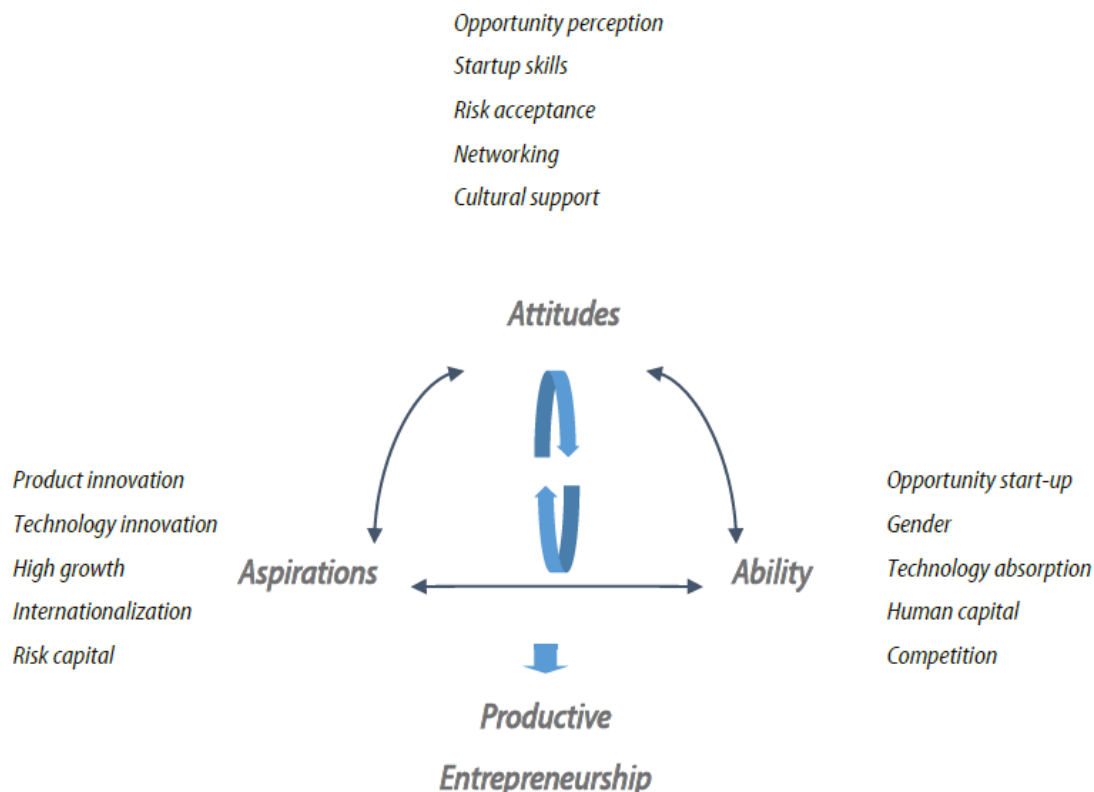 Opportunity perception
Startup skills
Risk acceptance
Networking
Cultural support
Attitudes
Product innovation
Technology innovation
High growth
Internationalization
Risk capital
Aspirations
Ability
Opportunity start-up
Gender
Technology absorption
Human capital
Competition
Productive
Entrepreneurship